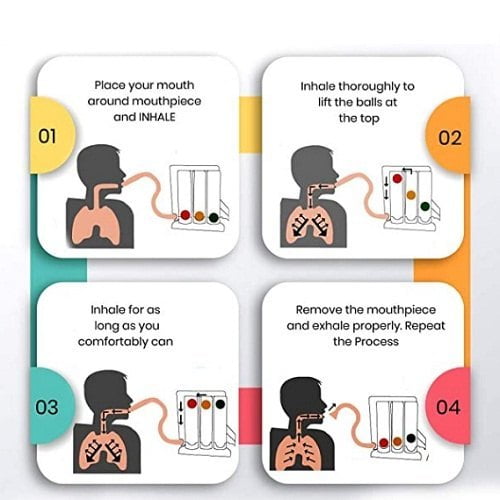 01
Place your mouth
around mouthpiece
and INHALE
Inhale thoroughly to
lift the balls at
the top
02
Inhale for as
long as you
comfortably can
03
Remove the mouthpiece
and exhale properly. Repeat
the Process
04